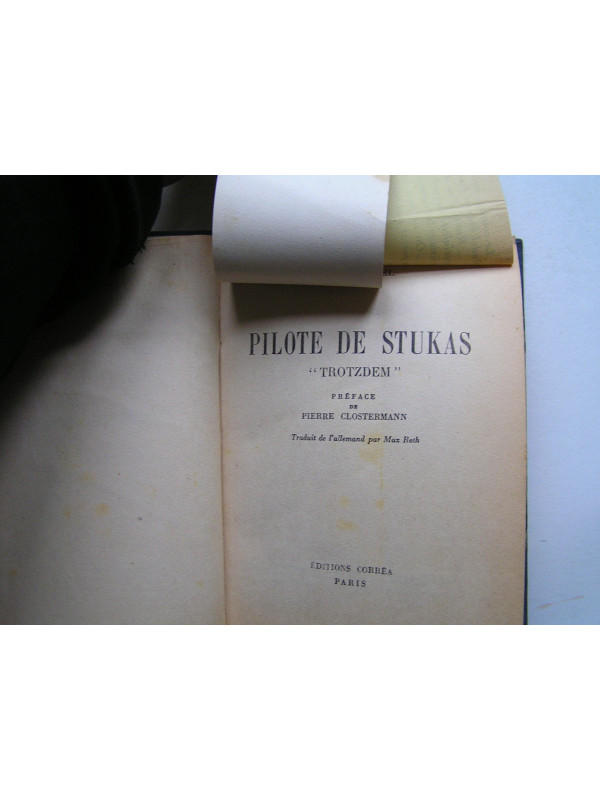 PILOTE DE STUKAS
“TROTZDEM”
PRÉFACE
DE
PIERRE CLOSTERMANN
Traduit de l'allemand par Max Roth
ÉDITIONS CORRÊA
PARIS